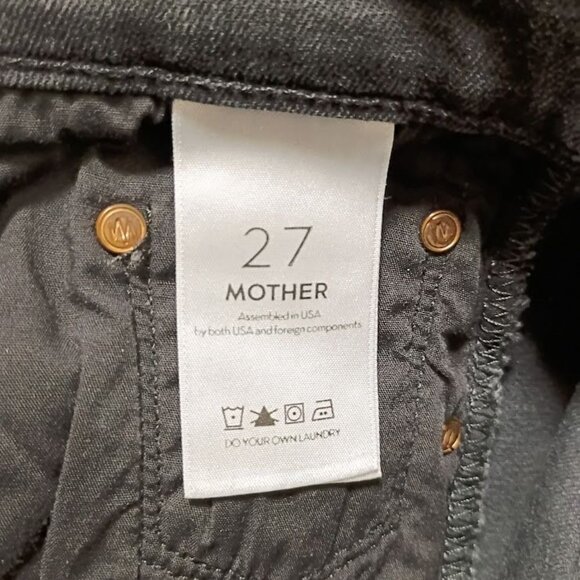 27
MOTHER
Assembled in USA
by both USA and foreign components
DO YOUR OWN LAUNDRY